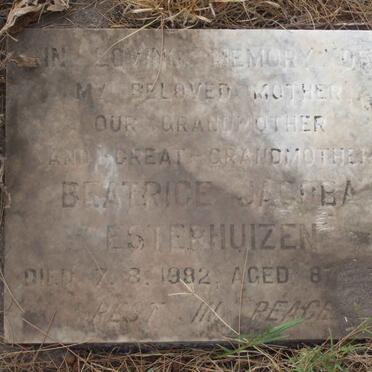 IN LOVING MEMORY OF
MY BELOVED MOTHER
OUR GRANDMOTHER
AND GREAT-GRANDMOTHER
BEATRICE JACOBA
ESTERHUIZEN
DIED 7.3.1982 AGED 87
REST IN PEACE